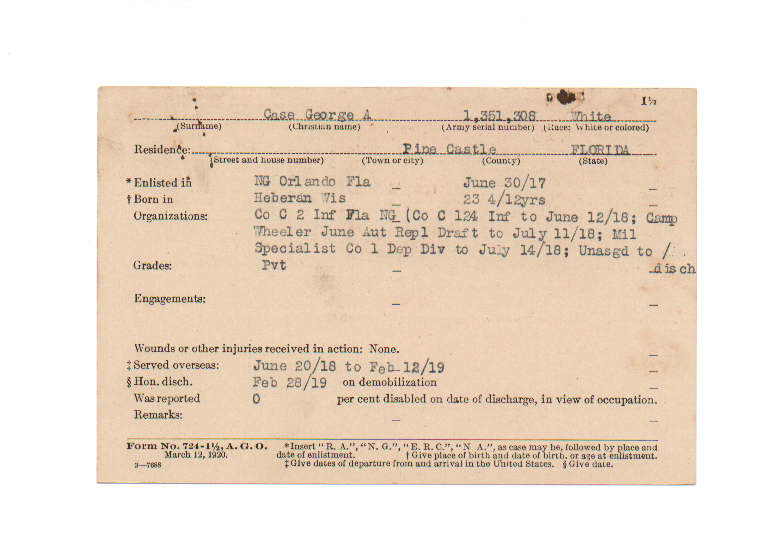 1½
Case George A 1,351,308 White
(Surname) (Christian name) (Army serial number) (Race: White or colored)
Residence: Pine Castle FLORIDA
(Street and house number) (Town or city) (County) (State)
* Enlisted in NG Orlando Fla June 30/17
† Born in Heberan Wis 23 4/12yrs
Organizations: Co C 2 Inf Fla NG (Co C 124 Inf to June 12/18; Camp
Wheeler June Aut Repl Draft to July 11/18; Mil
Specialist Co 1 Dep Div to July 14/18; Unasgd to /
Grades: Pvt disch
Engagements:
Wounds or other injuries received in action: None.
‡ Served overseas: June 20/18 to Feb 12/19
§ Hon. disch. Feb 28/19 on demobilization
Was reported 0 per cent disabled on date of discharge, in view of occupation.
Remarks:
Form No. 724-1½, A. G. O. *Insert "R. A.", "N. G.", "E. R. C.", "N A.", as case may be, followed by place and
March 12, 1920. date of enlistment. † Give place of birth and date of birth, or age at enlistment.
3—7688 ‡ Give dates of departure from and arrival in the United States. § Give date.